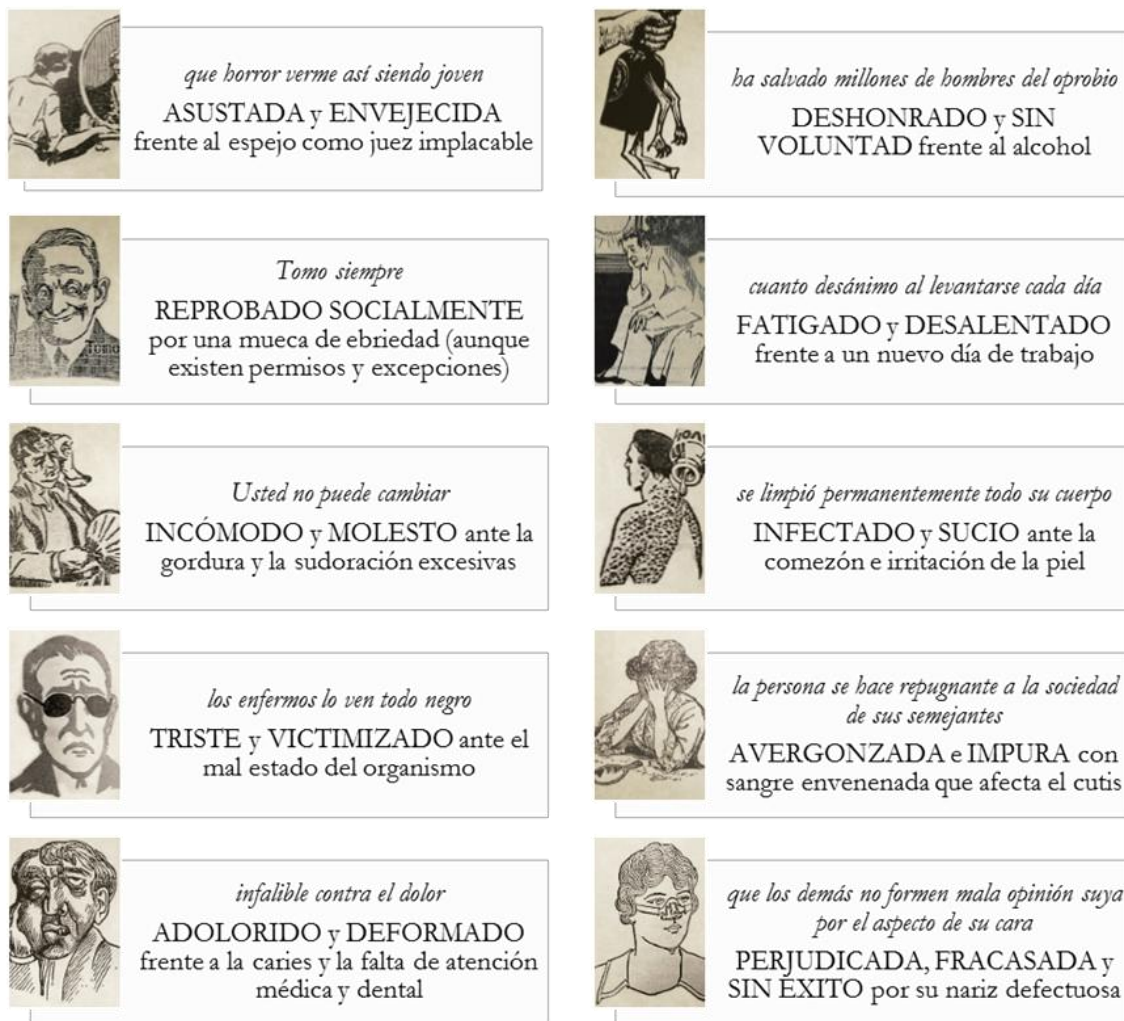 que horror verme así siendo joven
ASUSTADA y ENVEJECIDA
frente al espejo como juez implacable
ha salvado millones de hombres del oprobio
DESHONRADO y SIN
VOLUNTAD frente al alcohol
Tomo siempre
REPROBADO SOCIALMENTE
por una mueca de ebriedad (aunque
existen permisos y excepciones)
Tomo
cuanto desánimo al levantarse cada día
FATIGADO y DESALENTADO
frente a un nuevo día de trabajo
Usted no puede cambiar
INCÓMODO y MOLESTO ante la
gordura y la sudoración excesivas
se limpió permanentemente todo su cuerpo
INFECTADO y SUCIO ante la
comezón e irritación de la piel
los enfermos lo ven todo negro
TRISTE y VICTIMIZADO ante el
mal estado del organismo
la persona se hace repugnante a la sociedad
de sus semejantes
AVERGONZADA e IMPURA con
sangre envenenada que afecta el cutis
infalible contra el dolor
ADOLORIDO y DEFORMADO
frente a la caries y la falta de atención
médica y dental
que los demás no formen mala opinión suya
por el aspecto de su cara
PERJUDICADA, FRACASADA y
SIN ÉXITO por su nariz defectuosa